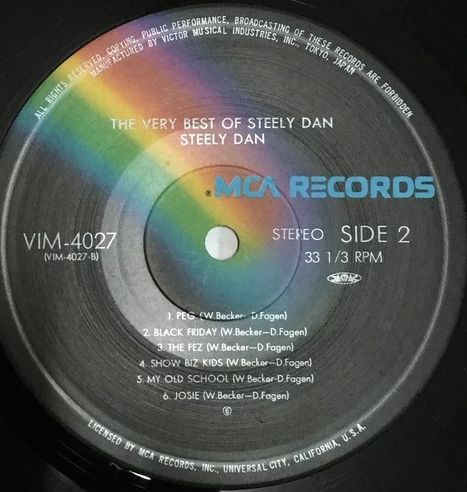 ALL RIGHTS RESERVED. COPYING, PUBLIC PERFORMANCE, BROADCASTING OF THESE RECORDS ARE FORBIDDEN
MANUFACTURED BY VICTOR MUSICAL INDUSTRIES, INC., TOKYO, JAPAN
THE VERY BEST OF STEELY DAN
STEELY DAN
® MCA RECORDS
VIM-4027
(VIM-4027-B)
STEREO SIDE 2
33 1/3 RPM
1. PEG (W.Becker-D.Fagen)
2. BLACK FRIDAY (W.Becker—D.Fagen)
3. THE FEZ (W.Becker—D.Fagen)
4. SHOW BIZ KIDS (W.Becker—D.Fagen)
5. MY OLD SCHOOL (W.Becker-D.Fagen)
6. JOSIE (W.Becker—D.Fagen)
LICENSED BY MCA RECORDS, INC., UNIVERSAL CITY, CALIFORNIA, U.S.A.